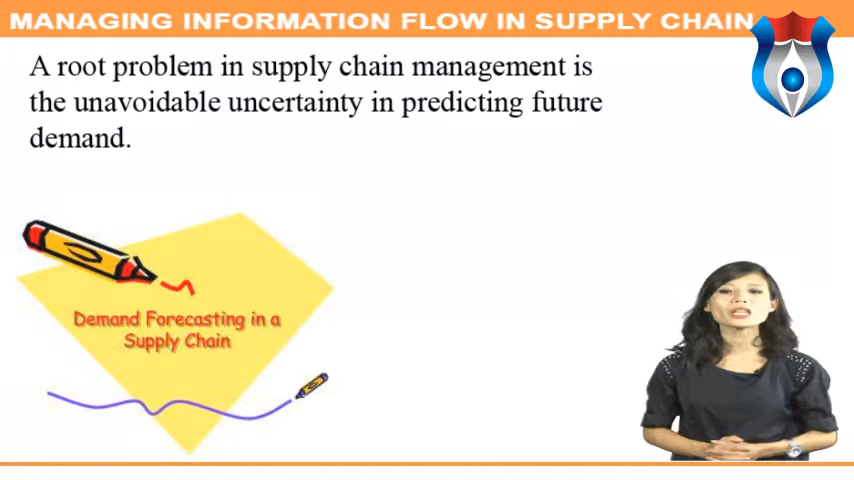 MANAGING INFORMATION FLOW IN SUPPLY CHAIN
A root problem in supply chain management is
the unavoidable uncertainty in predicting future
demand.
Demand Forecasting in a
Supply Chain